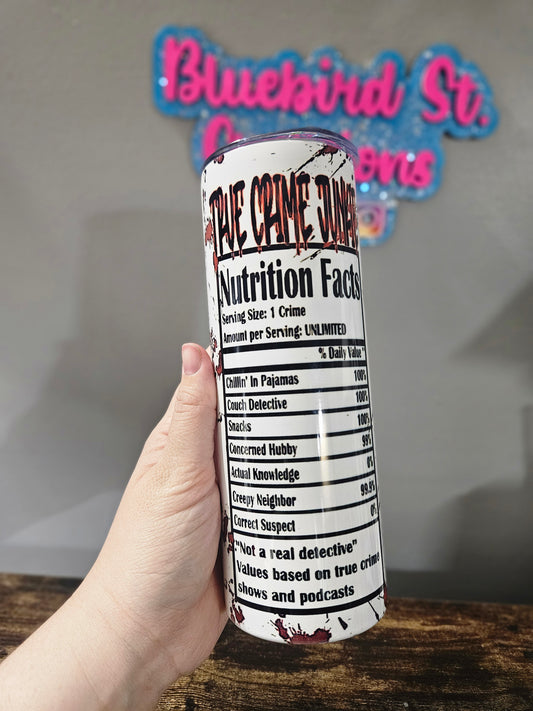 Bluebird St.
TRUE CRIME JUNKIE
Nutrition Facts
Serving Size: 1 Crime
Amount per Serving: UNLIMITED
% Daily Value*
Chillin' In Pajamas 100%
Couch Detective 100%
Snacks 100%
Concerned Hubby 99%
Actual Knowledge 0%
Creepy Neighbor 99.9%
Correct Suspect 0%
"Not a real detective"
Values based on true crime
shows and podcasts